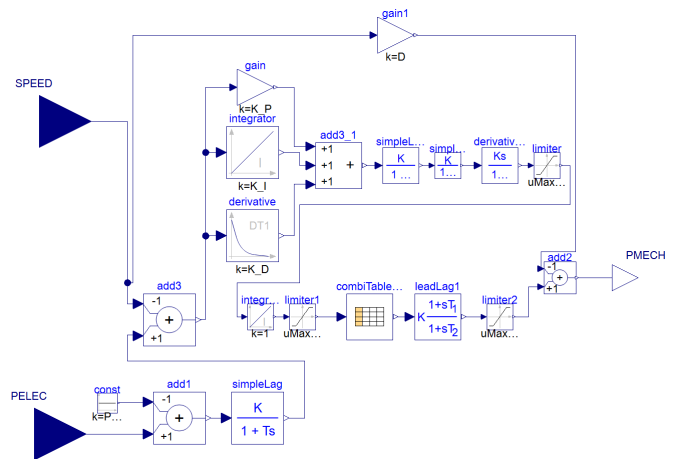 gain1
k=D
SPEED
gain
k=K_P
integrator
k=K_I
add3_1
+1
+1
+
+1
simpleL...
K
1 ...
simpl...
K
1...
derivativ...
Ks
1...
limiter
uMax...
derivative
DT1
k=K_D
add2
-1
+
+1
PMECH
add3
-1
+
+1
integr...
I
k=1
limiter1
uMax...
combiTable...
leadLag1
K
1+sT1
1+sT2
limiter2
uMax...
PELEC
const
k=P...
add1
-1
+
+1
simpleLag
K
1 + Ts